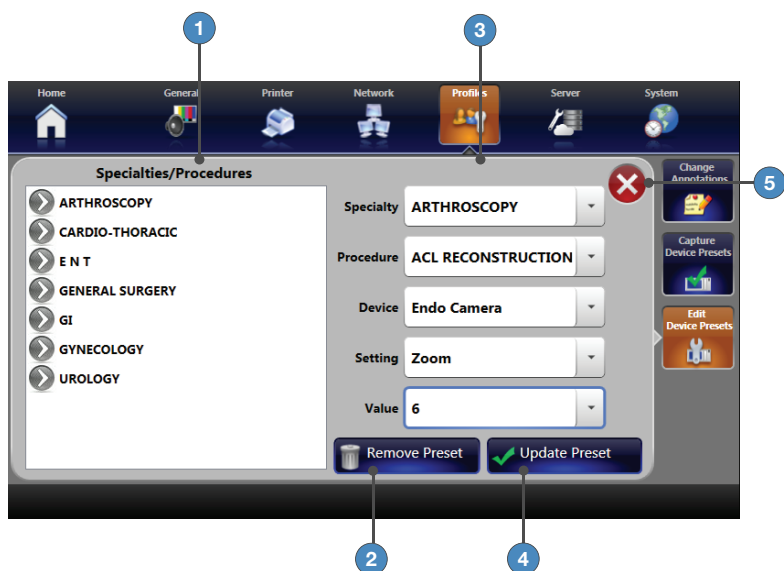 1
3
Home
General
Printer
Network
Profiles
Server
System
Specialties/Procedures
ARTHROSCOPY
CARDIO-THORACIC
E N T
GENERAL SURGERY
GI
GYNECOLOGY
UROLOGY
Specialty ARTHROSCOPY
Procedure ACL RECONSTRUCTION
Device Endo Camera
Setting Zoom
Value 6
Remove Preset
Update Preset
Change
Annotations
5
Capture
Device Presets
Edit
Device Presets
2
4